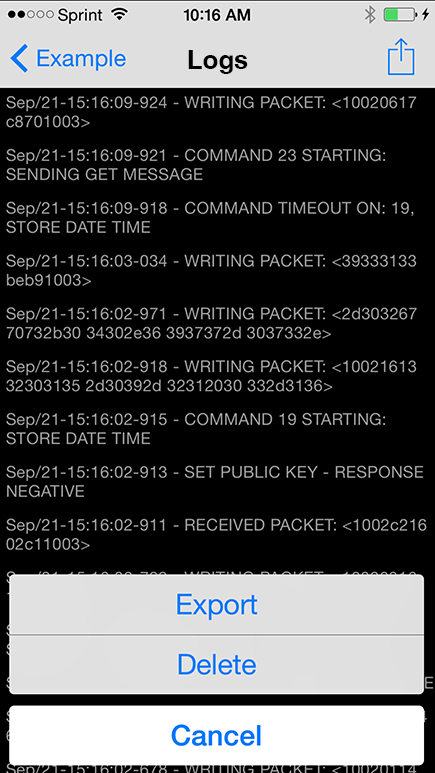 Sprint 10:16 AM
Example Logs
Sep/21-15:16:09-924 - WRITING PACKET: <10020617
c8701003>
Sep/21-15:16:09-921 - COMMAND 23 STARTING:
SENDING GET MESSAGE
Sep/21-15:16:09-918 - COMMAND TIMEOUT ON: 19,
STORE DATE TIME
Sep/21-15:16:03-034 - WRITING PACKET: <39333133
beb91003>
Sep/21-15:16:02-971 - WRITING PACKET: <2d303267
70732b30 34302e36 3937372d 3037332e>
Sep/21-15:16:02-918 - WRITING PACKET: <10021613
32303135 2d30392d 32312030 332d3136>
Sep/21-15:16:02-915 - COMMAND 19 STARTING:
STORE DATE TIME
Sep/21-15:16:02-913 - SET PUBLIC KEY - RESPONSE
NEGATIVE
Sep/21-15:16:02-911 - RECEIVED PACKET: <1002c216
02c11003>
Export
Delete
Cancel
Sep/21-15:16:02-678 - WRITING PACKET: <10020114